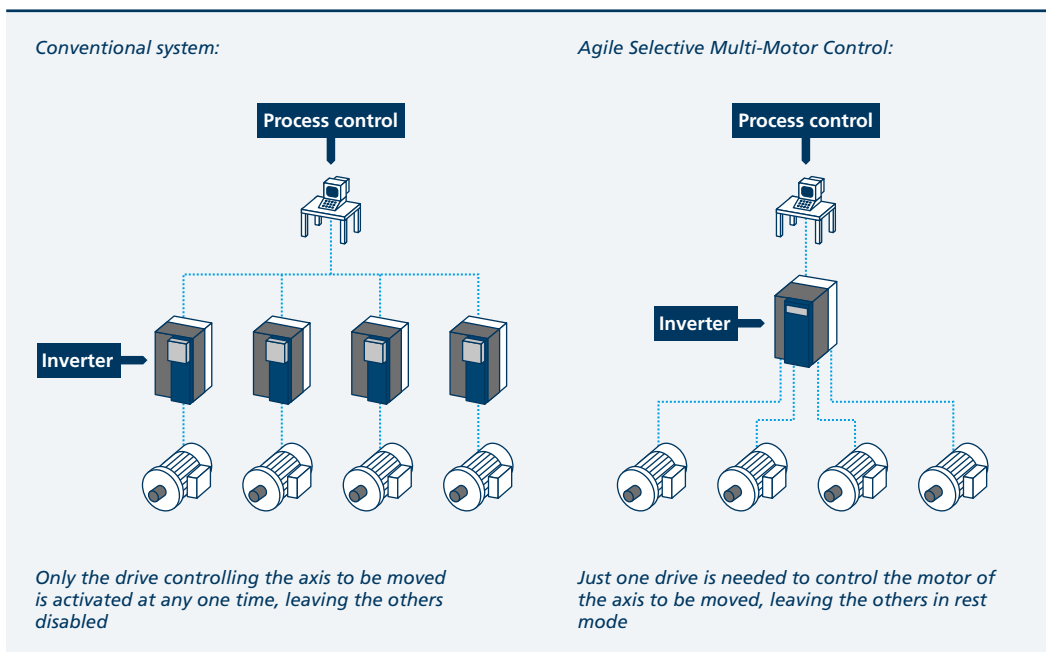 Conventional system:
Process control
Inverter
Only the drive controlling the axis to be moved
is activated at any one time, leaving the others
disabled
Agile Selective Multi-Motor Control:
Process control
Inverter
Just one drive is needed to control the motor of
the axis to be moved, leaving the others in rest
mode